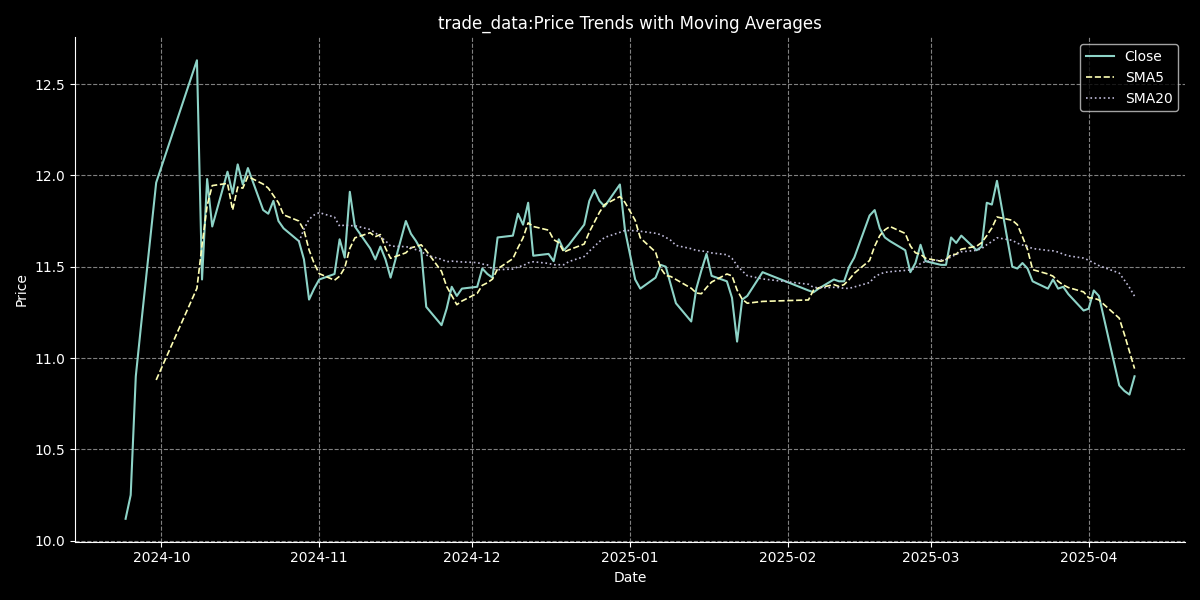 trade_data:Price Trends with Moving Averages
Close
SMA5
SMA20
Price
12.5
12.0
11.5
11.0
10.5
10.0
2024-10
2024-11
2024-12
2025-01
2025-02
2025-03
2025-04
Date